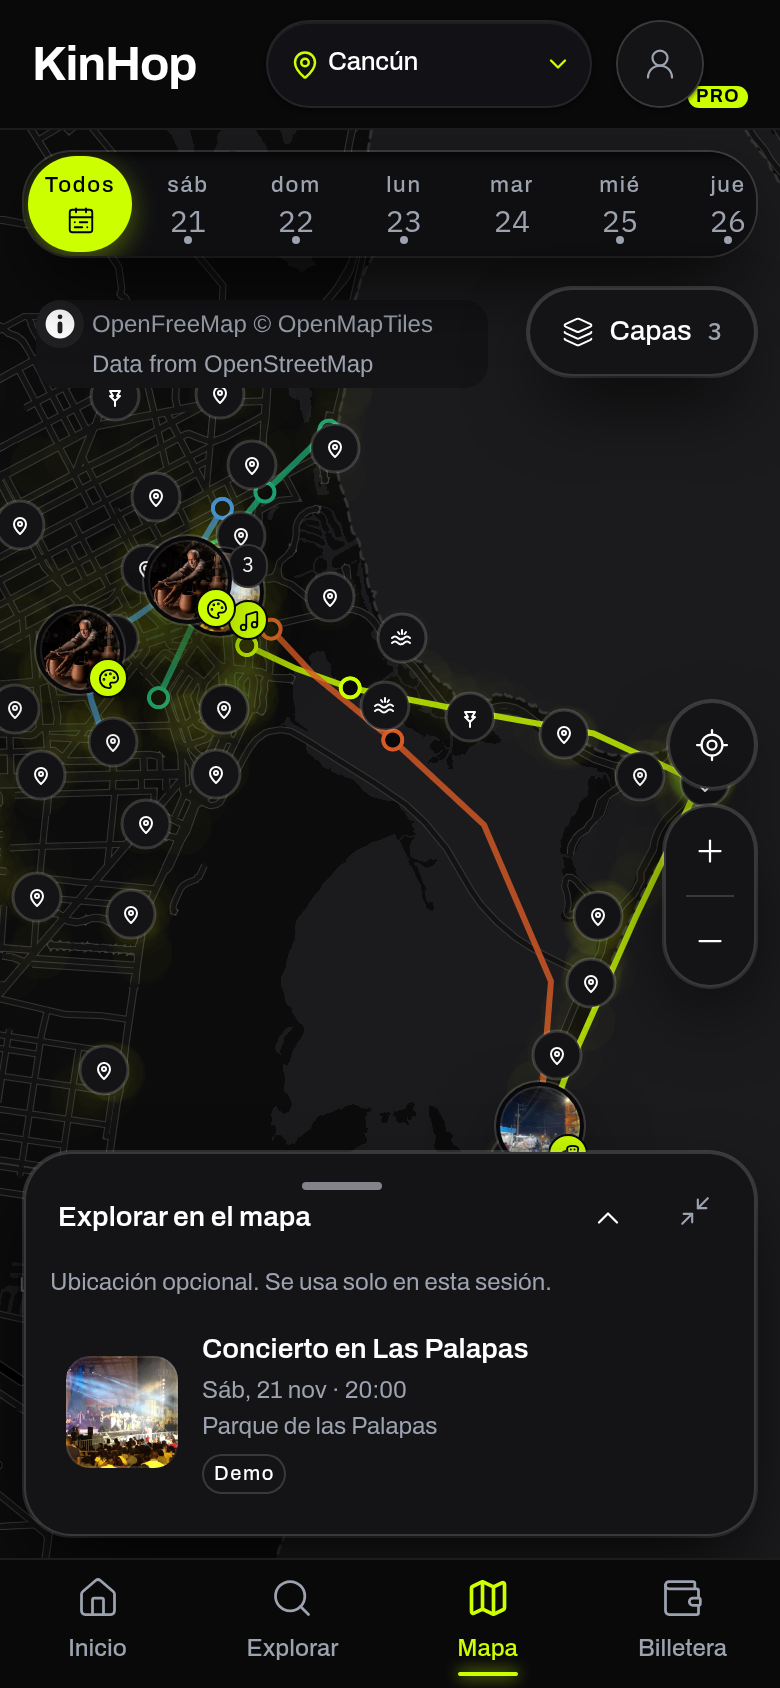 KinHop
Cancún
PRO
Todos
sáb
21
dom
22
lun
23
mar
24
mié
25
jue
26
OpenFreeMap © OpenMapTiles
Data from OpenStreetMap
Capas 3
3
Explorar en el mapa
Ubicación opcional. Se usa solo en esta sesión.
Concierto en Las Palapas
Sáb, 21 nov · 20:00
Parque de las Palapas
Demo
Inicio
Explorar
Mapa
Billetera